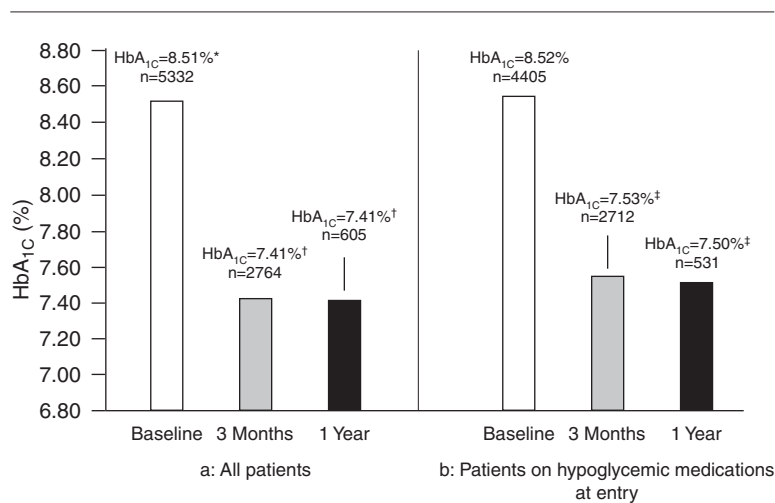 8.80
8.60
8.40
8.20
8.00
7.80
7.60
7.40
7.20
7.00
6.80
HbA1C (%)
HbA1C=8.51%*
n=5332
HbA1C=7.41%†
n=2764
HbA1C=7.41%†
n=605
HbA1C=8.52%
n=4405
HbA1C=7.53%‡
n=2712
HbA1C=7.50%‡
n=531
Baseline 3 Months 1 Year
Baseline 3 Months 1 Year
a: All patients
b: Patients on hypoglycemic medications
at entry